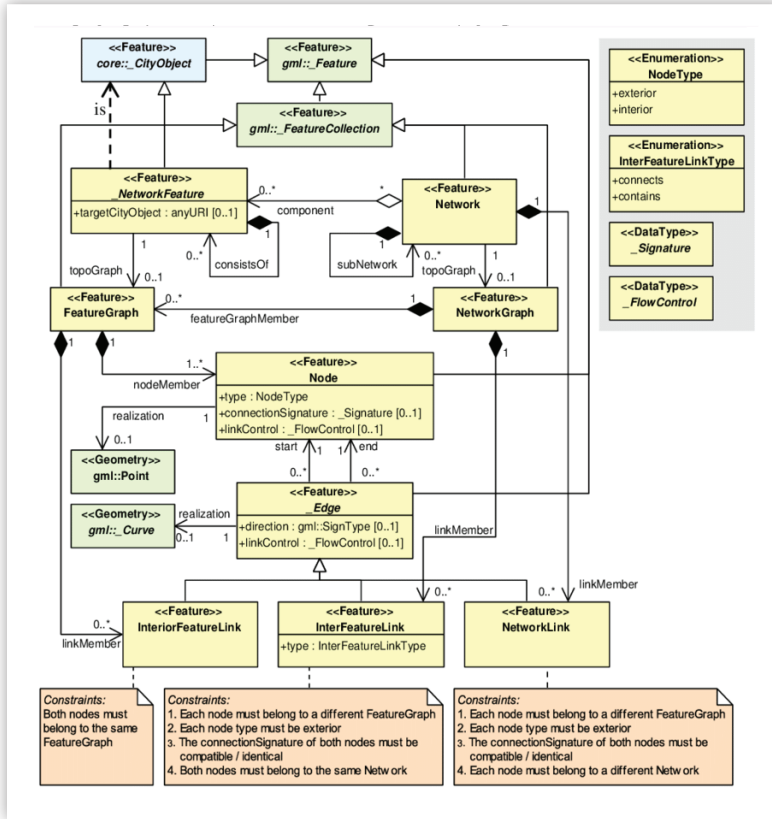 <<Feature>>
core::_CityObject
<<Feature>>
gml::_Feature
<<Enumeration>>
NodeType
+exterior
+interior
is
<<Feature>>
gml::_FeatureCollection
<<Enumeration>>
InterFeatureLinkType
+connects
+contains
<<Feature>>
_NetworkFeature
+targetCityObject : anyURI [0..1]
0..*
component
*
<<Feature>>
Network
1
<<DataType>>
_Signature
1
0..*
consistsOf
1
0..*
subNetwork
<<DataType>>
_FlowControl
1
topoGraph
0..1
1
topoGraph
0..1
<<Feature>>
FeatureGraph
0..*
featureGraphMember
1
<<Feature>>
NetworkGraph
1
1
1
1..*
nodeMember
<<Feature>>
Node
+type : NodeType
+connectionSignature : _Signature [0..1]
+linkControl : _FlowControl [0..1]
realization
1
0..1
<<Geometry>>
gml::Point
start
1
1
end
0..*
0..*
<<Feature>>
_Edge
+direction : gml::SignType [0..1]
+linkControl : _FlowControl [0..1]
realization
0..1
1
<<Geometry>>
gml::_Curve
linkMember
0..*
linkMember
0..*
0..*
linkMember
<<Feature>>
InteriorFeatureLink
<<Feature>>
InterFeatureLink
+type : InterFeatureLinkType
<<Feature>>
NetworkLink
Constraints:
Both nodes must
belong to the same
FeatureGraph
Constraints:
1. Each node must belong to a different FeatureGraph
2. Each node type must be exterior
3. The connectionSignature of both nodes must be
compatible / identical
4. Both nodes must belong to the same Network
Constraints:
1. Each node must belong to a different FeatureGraph
2. Each node type must be exterior
3. The connectionSignature of both nodes must be
compatible / identical
4. Each node must belong to a different Network